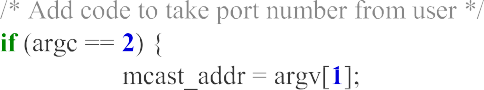 /* Add code to take port number from user */
if (argc == 2) {
mcast_addr = argv[1];